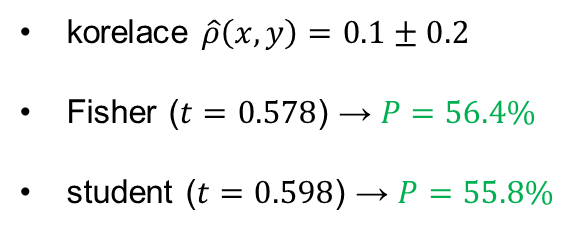 • korelace ρ̂(x, y) = 0.1 ± 0.2
• Fisher (t = 0.578) → P = 56.4%
• student (t = 0.598) → P = 55.8%